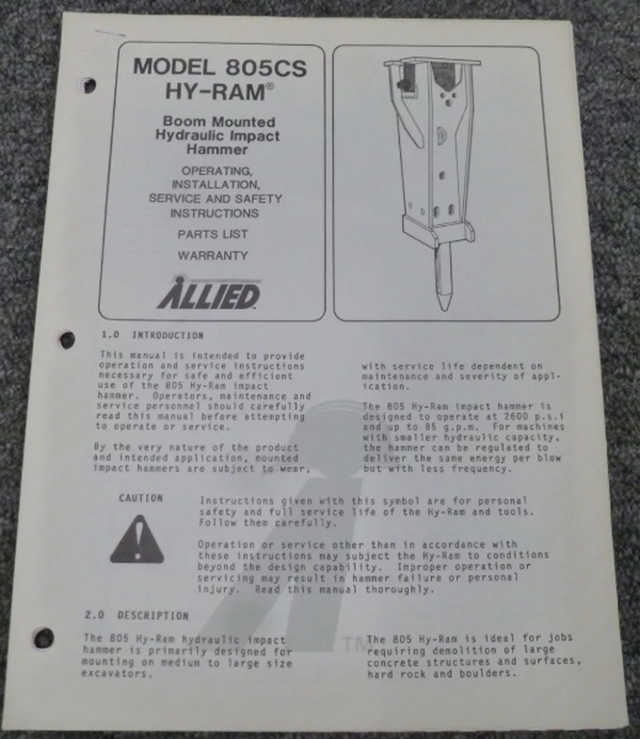 MODEL 805CS
HY-RAM®
Boom Mounted
Hydraulic Impact
Hammer
OPERATING,
INSTALLATION,
SERVICE AND SAFETY
INSTRUCTIONS
PARTS LIST
WARRANTY
ALLIED
1.0 INTRODUCTION
This manual is intended to provide
operation and service instructions
necessary for safe and efficient
use of the 805 Hy-Ram impact
hammer. Operators, maintenance and
service personnel should carefully
read this manual before attempting
to operate or service.
By the very nature of the product
and intended application, mounted
impact hammers are subject to wear,
with service life dependent on
maintenance and severity of appl-
ication.
The 805 Hy-Ram impact hammer is
designed to operate at 2600 p.s.i
and up to 85 g.p.m. For machines
with smaller hydraulic capacity,
the hammer can be regulated to
deliver the same energy per blow
but with less frequency.
CAUTION
Instructions given with this symbol are for personal
safety and full service life of the Hy-Ram and tools.
Follow them carefully.
Operation or service other than in accordance with
these instructions may subject the Hy-Ram to conditions
beyond the design capability. Improper operation or
servicing may result in hammer failure or personal
injury. Read this manual thoroughly.
2.0 DESCRIPTION
The 805 Hy-Ram hydraulic impact
hammer is primarily designed for
mounting on medium to large size
excavators.
TM
The 805 Hy-Ram is ideal for jobs
requiring demolition of large
concrete structures and surfaces,
hard rock and boulders.